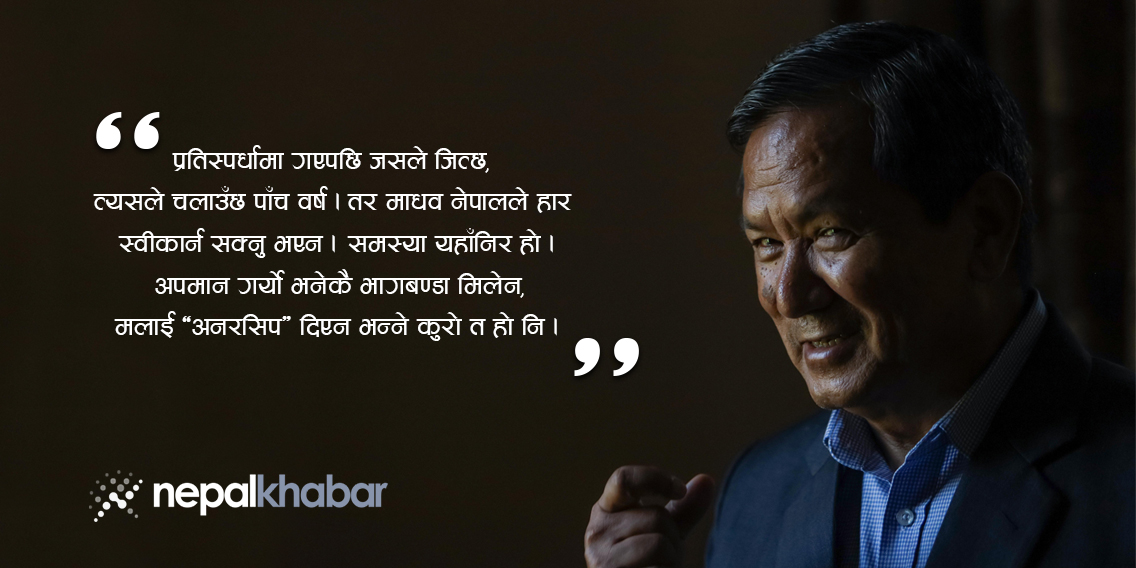 “
प्रतिस्पर्धामा गएपछि जसले जित्छ,
त्यसले चलाउँछ पाँच वर्ष । तर माधव नेपालले हार
स्वीकार्न सक्नु भएन । समस्या यहाँनिर हो ।
अपमान गर्यो भनेकै भागबण्डा मिलेन,
मलाई “अनरसिप” दिएन भन्ने कुरो त हो नि ।
”
nepalkhabar